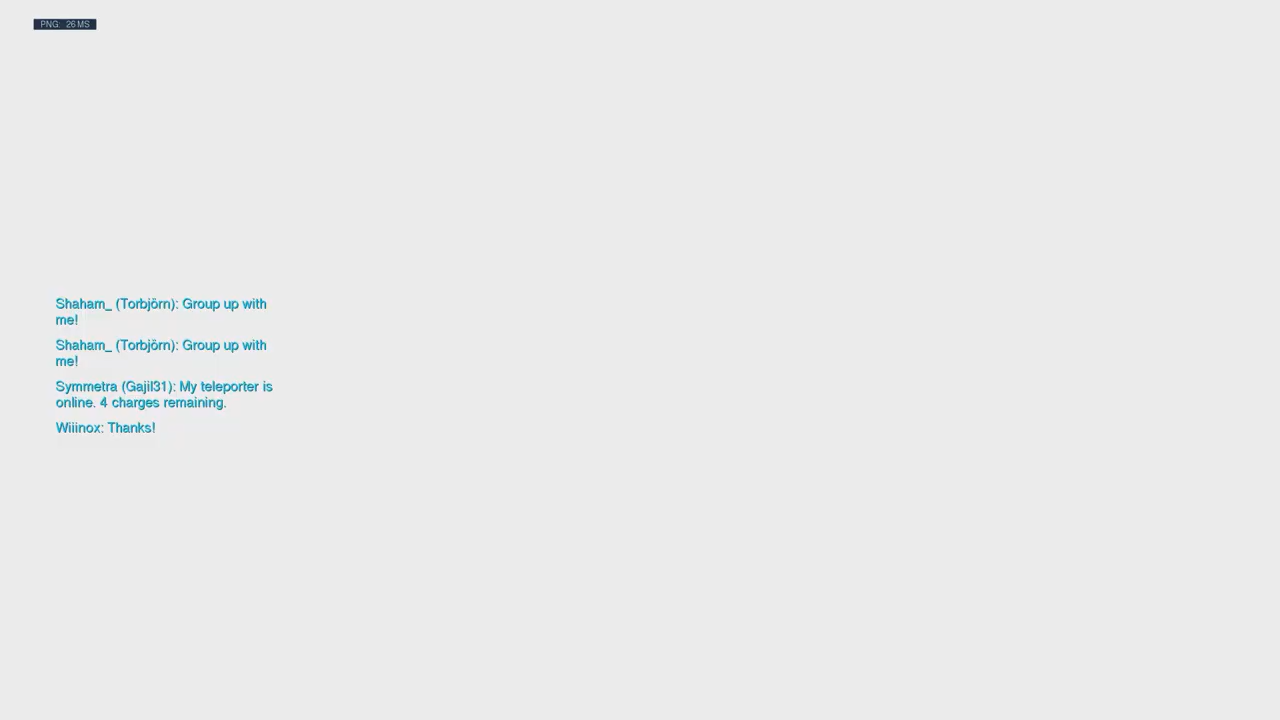 PNG: 26 MS
Shaham_ (Torbjörn): Group up with
me!
Shaham_ (Torbjörn): Group up with
me!
Symmetra (Gajil31): My teleporter is
online. 4 charges remaining.
Wiiinox: Thanks!